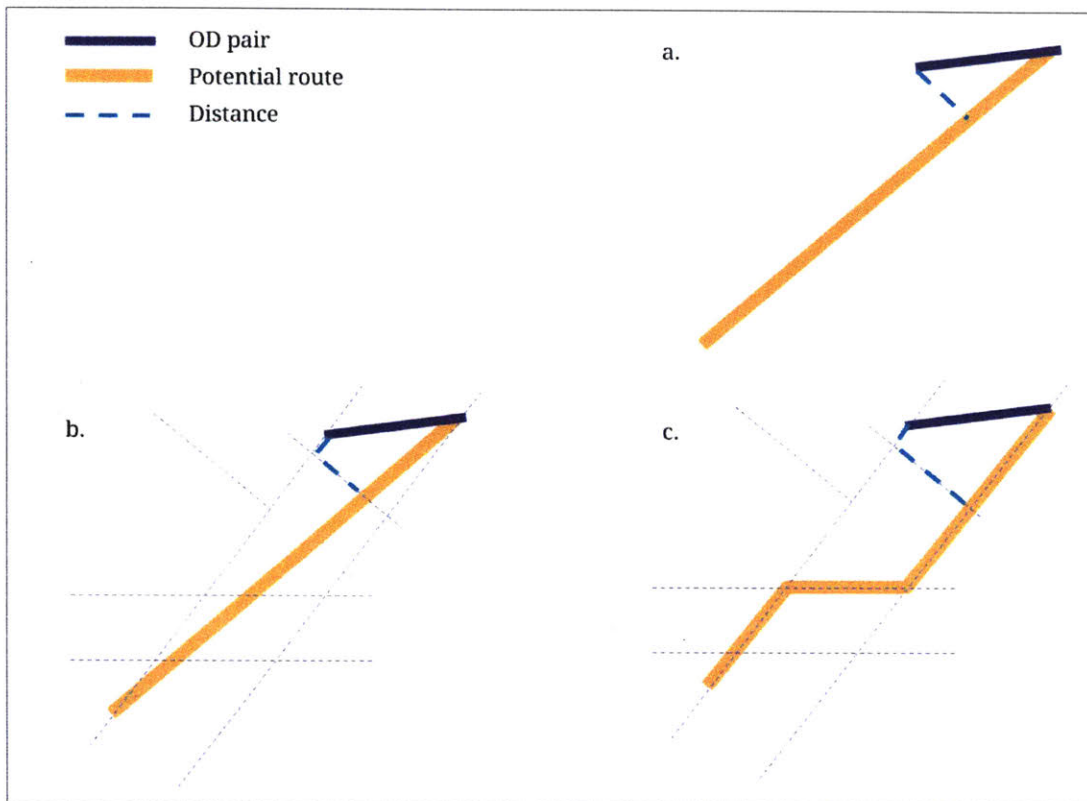 OD pair
a.
Potential route
Distance
b.
c.